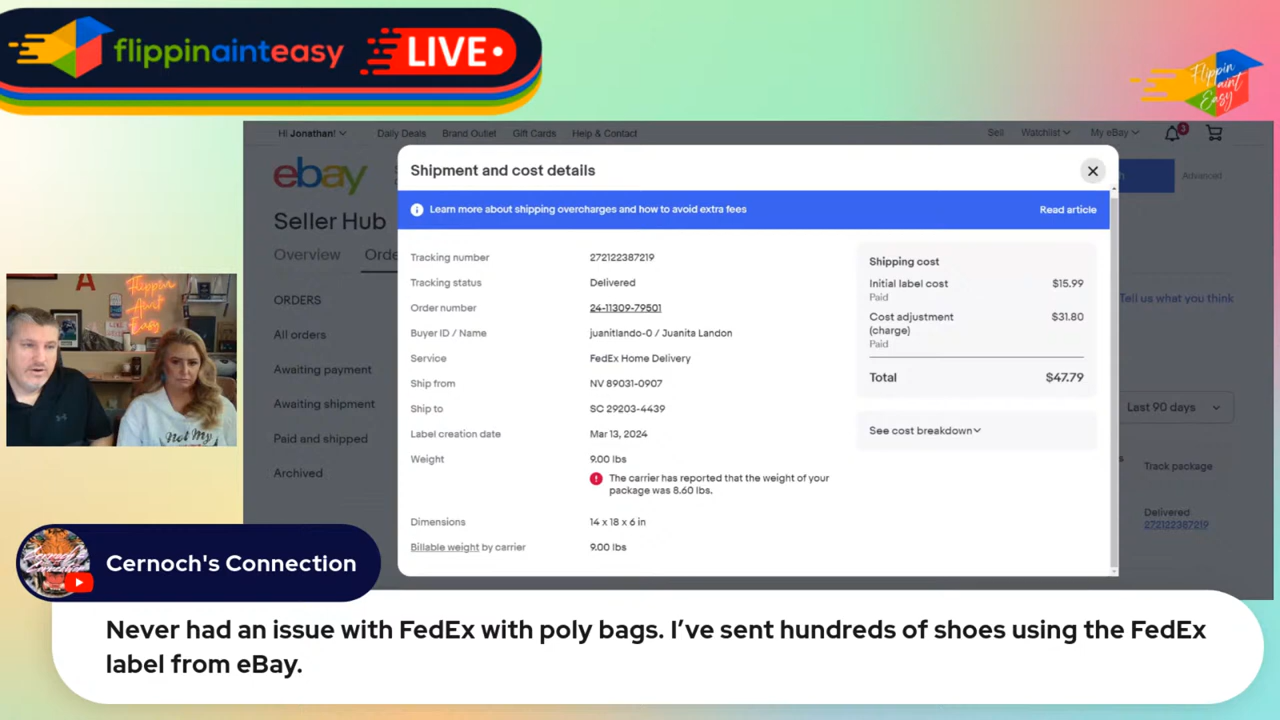 flippinainteasy LIVE
Flippin Aint Easy
Hi Jonathan! Daily Deals Brand Outlet Gift Cards Help & Contact Sell Watchlist My eBay 3
ebay
Advanced
Shipment and cost details
Learn more about shipping overcharges and how to avoid extra fees Read article
Seller Hub
Overview Orde
Tell us what you think
ORDERS
All orders
Awaiting payment
Awaiting shipment
Paid and shipped
Archived
Tracking number 272122387219
Tracking status Delivered
Order number 24-11309-79501
Buyer ID / Name juanitlando-0 / Juanita Landon
Service FedEx Home Delivery
Ship from NV 89031-0907
Ship to SC 29203-4439
Label creation date Mar 13, 2024
Weight 9.00 lbs
The carrier has reported that the weight of your
package was 8.60 lbs.
Dimensions 14 x 18 x 6 in
Billable weight by carrier 9.00 lbs
Shipping cost
Initial label cost $15.99
Paid
Cost adjustment $31.80
(charge)
Paid
Total $47.79
See cost breakdown
Last 90 days
Track package
Delivered
272122387219
A
Flippin
Ain't
Easy
Not My
Cernoch's Connection
Never had an issue with FedEx with poly bags. I've sent hundreds of shoes using the FedEx
label from eBay.